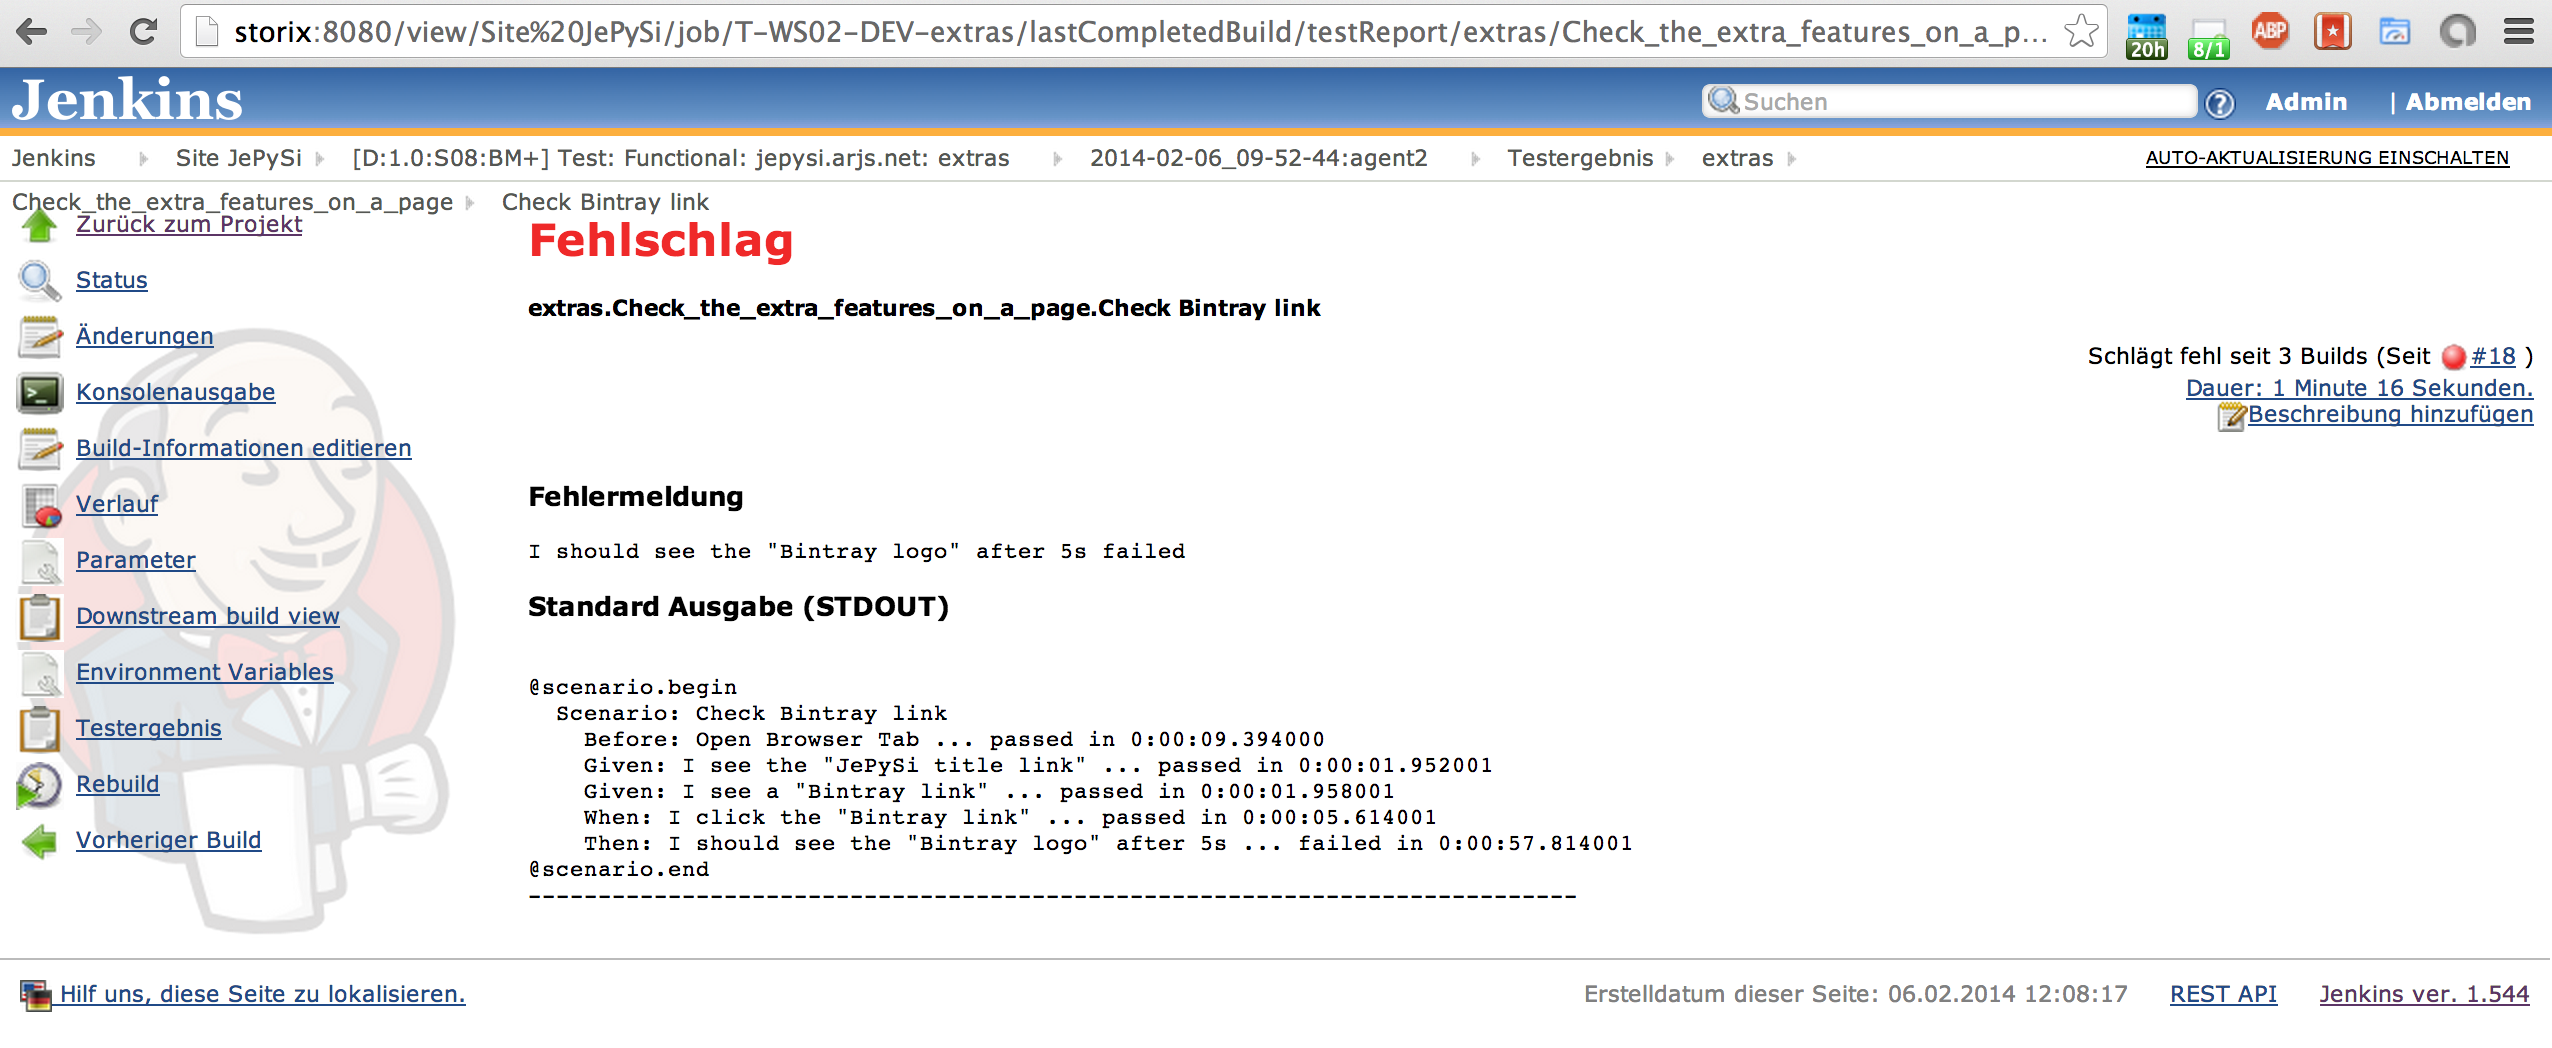 storix:8080/view/Site%20JePySi/job/T-WS02-DEV-extras/lastCompletedBuild/testReport/extras/Check_the_extra_features_on_a_p...
20h
8/1
ABP
Jenkins
Suchen
?
Admin
| Abmelden
Jenkins
Site JePySi
[D:1.0:S08:BM+] Test: Functional: jepysi.arjs.net: extras
2014-02-06_09-52-44:agent2
Testergebnis
extras
AUTO-AKTUALISIERUNG EINSCHALTEN
Check_the_extra_features_on_a_page
Check Bintray link
Zurück zum Projekt
Status
Änderungen
Konsolenausgabe
Build-Informationen editieren
Verlauf
Parameter
Downstream build view
Environment Variables
Testergebnis
Rebuild
Vorheriger Build
Fehlschlag
extras.Check_the_extra_features_on_a_page.Check Bintray link
Schlägt fehl seit 3 Builds (Seit #18 )
Dauer: 1 Minute 16 Sekunden.
Beschreibung hinzufügen
Fehlermeldung
I should see the "Bintray logo" after 5s failed
Standard Ausgabe (STDOUT)
@scenario.begin
Scenario: Check Bintray link
Before: Open Browser Tab ... passed in 0:00:09.394000
Given: I see the "JePySi title link" ... passed in 0:00:01.952001
Given: I see a "Bintray link" ... passed in 0:00:01.958001
When: I click the "Bintray link" ... passed in 0:00:05.614001
Then: I should see the "Bintray logo" after 5s ... failed in 0:00:57.814001
@scenario.end
---------------------------------------------------------------------------
Hilf uns, diese Seite zu lokalisieren.
Erstelldatum dieser Seite: 06.02.2014 12:08:17
REST API
Jenkins ver. 1.544